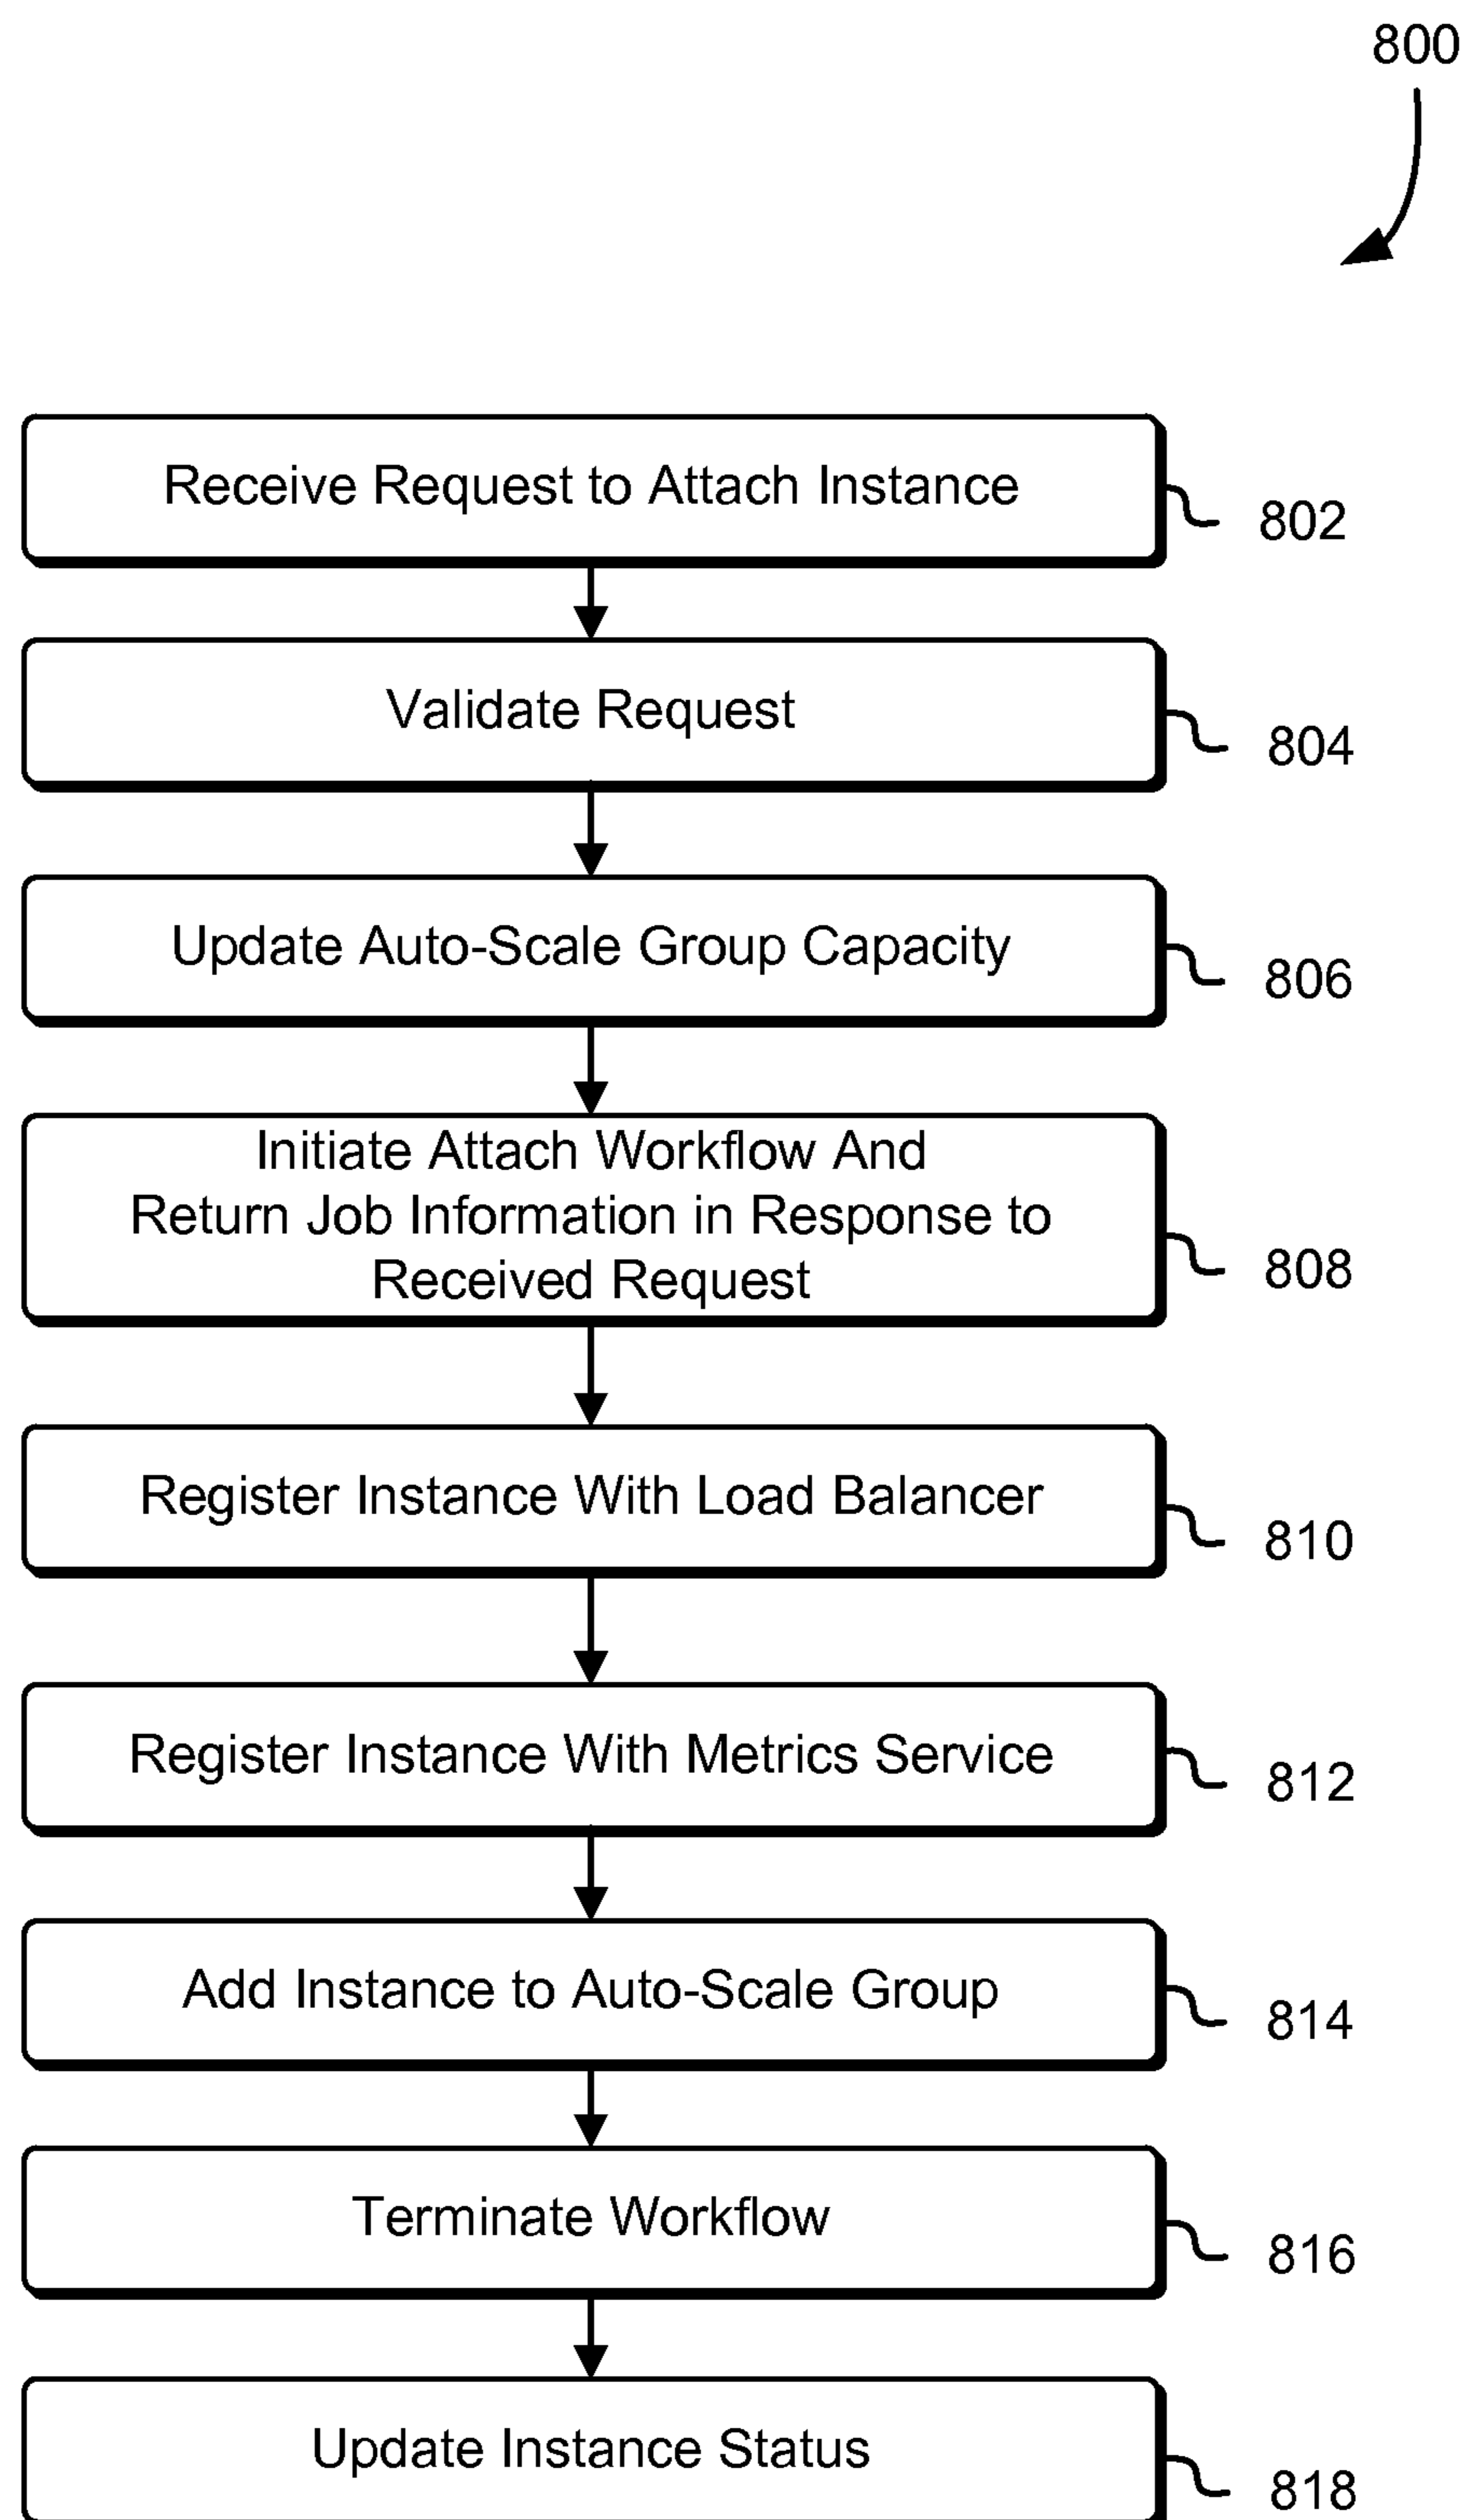 800
Receive Request to Attach Instance
802
Validate Request
804
Update Auto-Scale Group Capacity
806
Initiate Attach Workflow And
Return Job Information in Response to
Received Request
808
Register Instance With Load Balancer
810
Register Instance With Metrics Service
812
Add Instance to Auto-Scale Group
814
Terminate Workflow
816
Update Instance Status
818